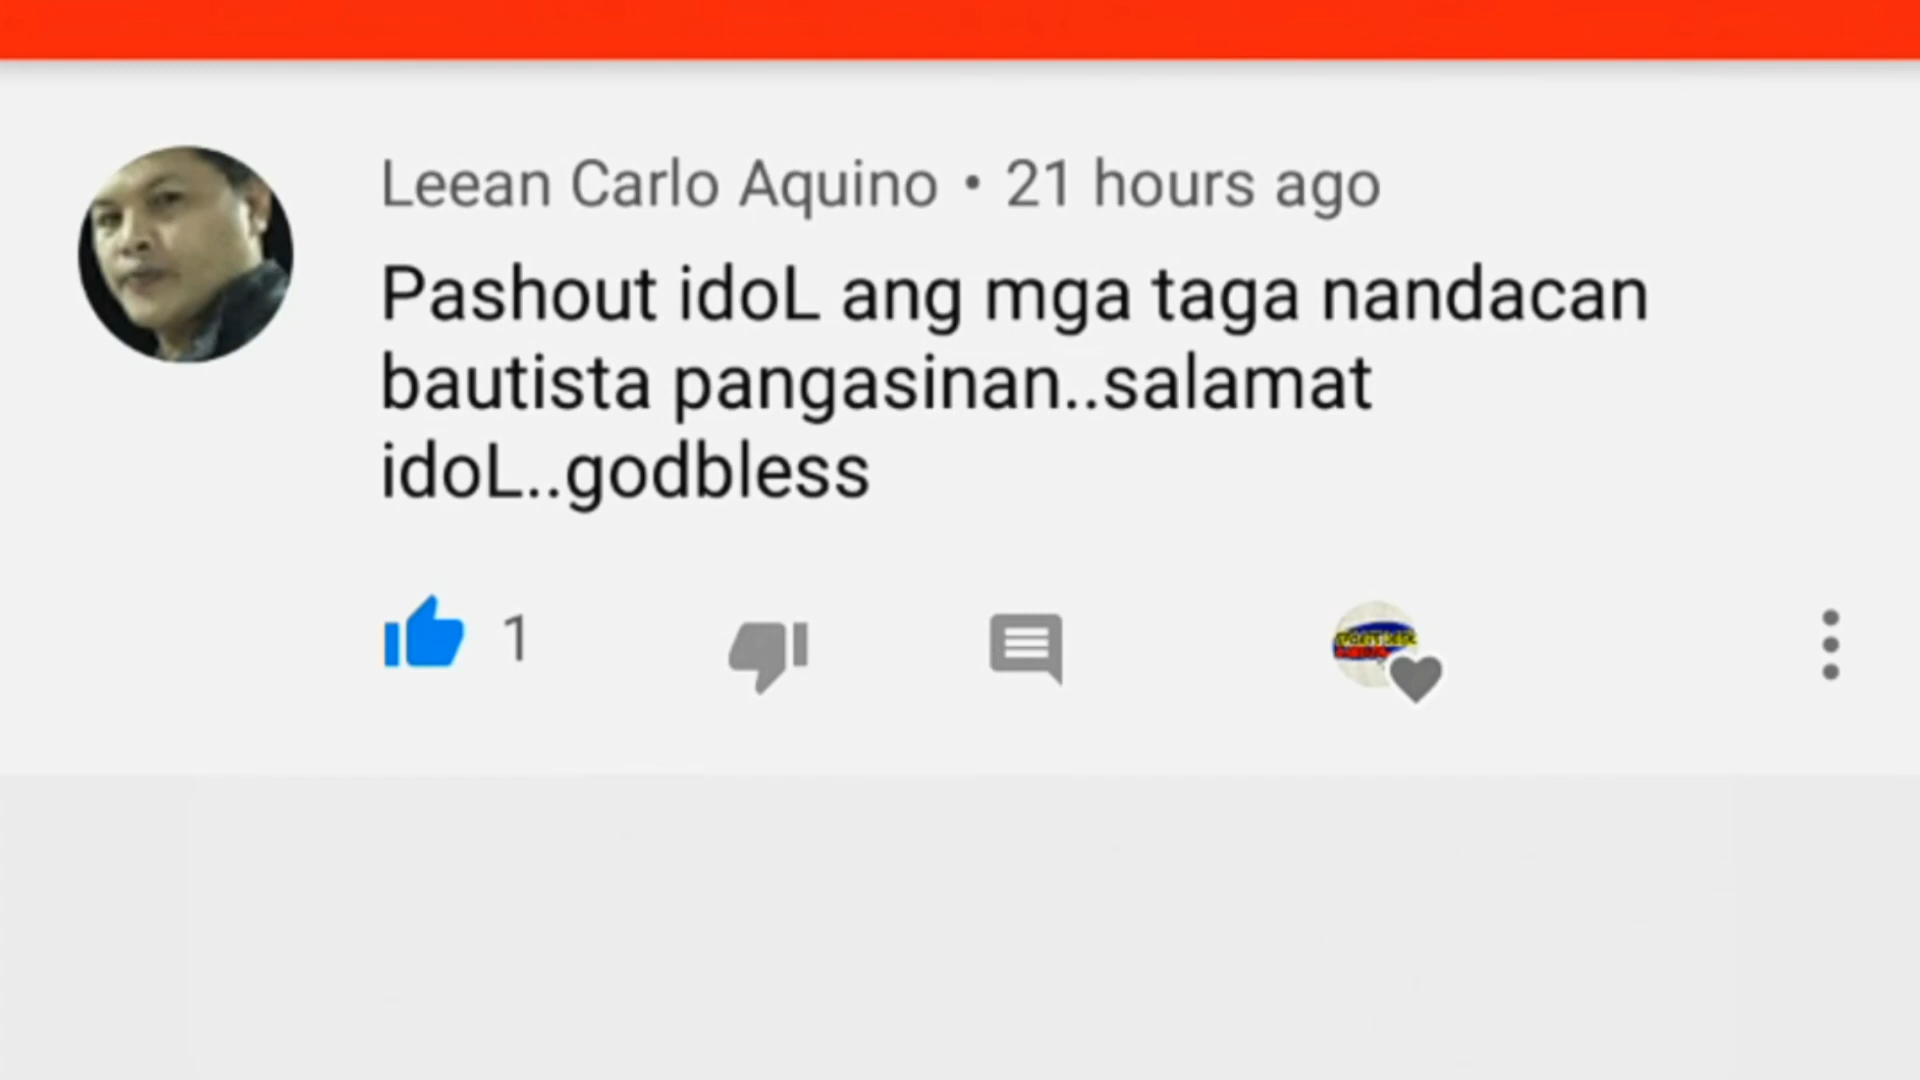 Leean Carlo Aquino • 21 hours ago
Pashout idoL ang mga taga nandacan
bautista pangasinan..salamat
idoL..godbless
1